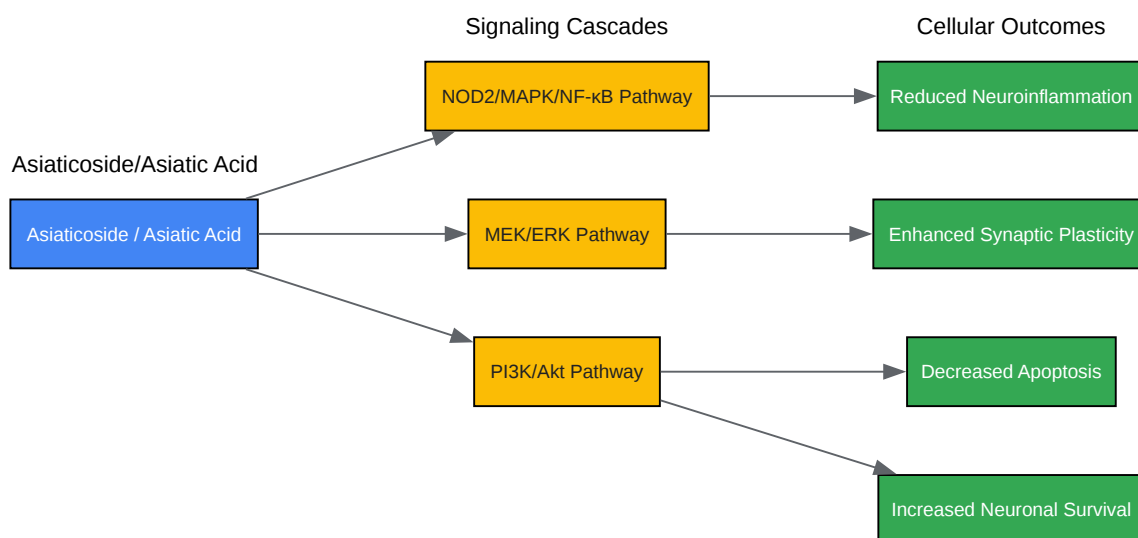 Signaling Cascades
Cellular Outcomes
NOD2/MAPK/NF-κB Pathway
Reduced Neuroinflammation
Asiaticoside/Asiatic Acid
Asiaticoside / Asiatic Acid
MEK/ERK Pathway
Enhanced Synaptic Plasticity
PI3K/Akt Pathway
Decreased Apoptosis
Increased Neuronal Survival